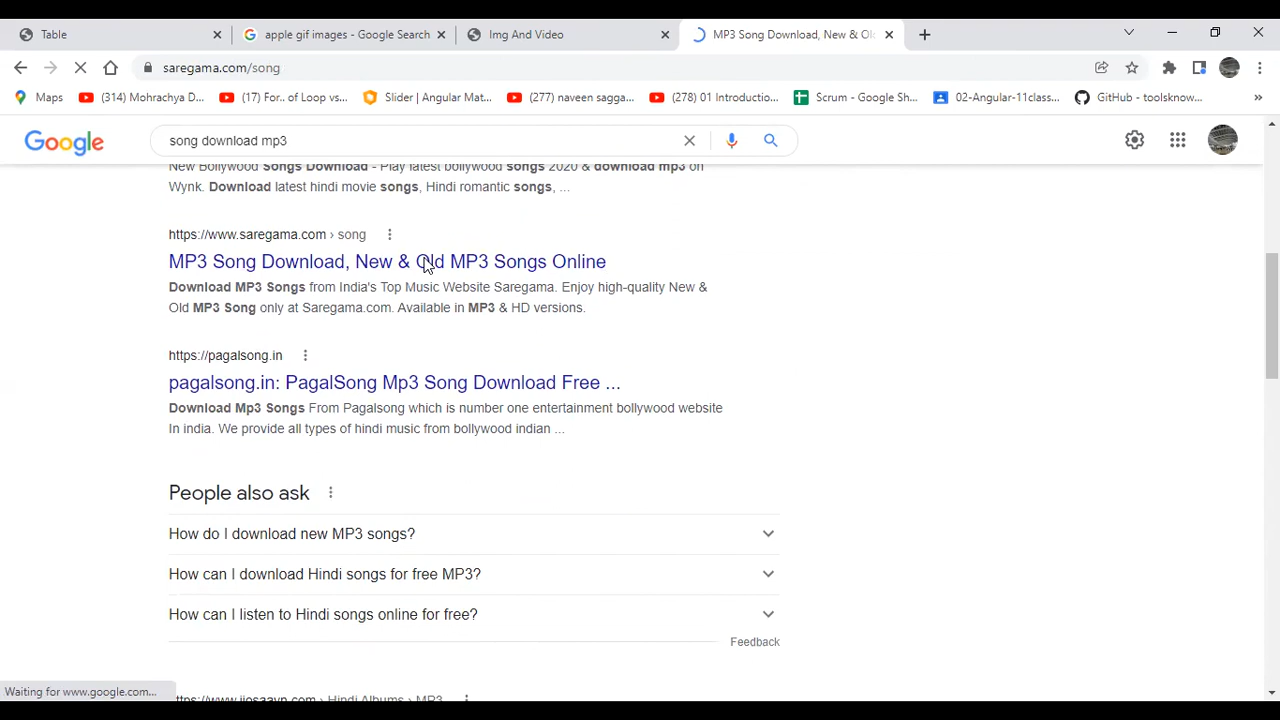 Table
apple gif images - Google Search
Img And Video
MP3 Song Download, New & Ol
saregama.com/song
Maps
(314) Mohrachya D...
(17) For.. of Loop vs...
Slider | Angular Mat...
(277) naveen sagga...
(278) 01 Introductio...
Scrum - Google Sh...
02-Angular-11class...
GitHub - toolsknow...
»
Google
song download mp3
New Bollywood Songs Download - Play latest bollywood songs 2020 & download mp3 on
Wynk. Download latest hindi movie songs, Hindi romantic songs, ...
https://www.saregama.com › song
MP3 Song Download, New & Old MP3 Songs Online
Download MP3 Songs from India's Top Music Website Saregama. Enjoy high-quality New &
Old MP3 Song only at Saregama.com. Available in MP3 & HD versions.
https://pagalsong.in
pagalsong.in: PagalSong Mp3 Song Download Free ...
Download Mp3 Songs From Pagalsong which is number one entertainment bollywood website
In india. We provide all types of hindi music from bollywood indian ...
People also ask
How do I download new MP3 songs?
How can I download Hindi songs for free MP3?
How can I listen to Hindi songs online for free?
Feedback
Waiting for www.google.com...
https://www.jiosaavn.com › Hindi Albums › MP3